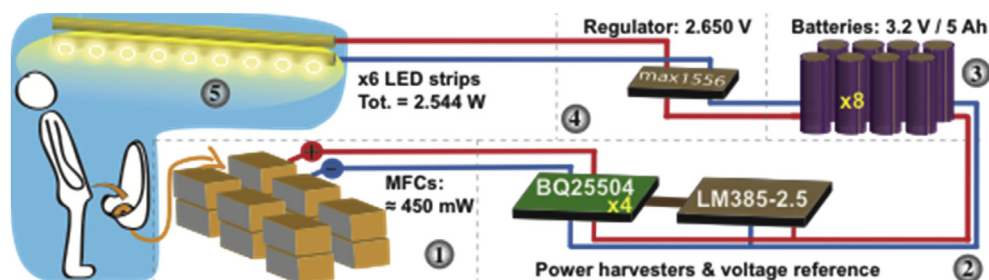 Regulator: 2.650 V
Batteries: 3.2 V / 5 Ah
max1556
x8
3
5
x6 LED strips
Tot. = 2.544 W
4
+
−
MFCs:
≈ 450 mW
1
BQ25504
x4
LM385-2.5
Power harvesters & voltage reference
2